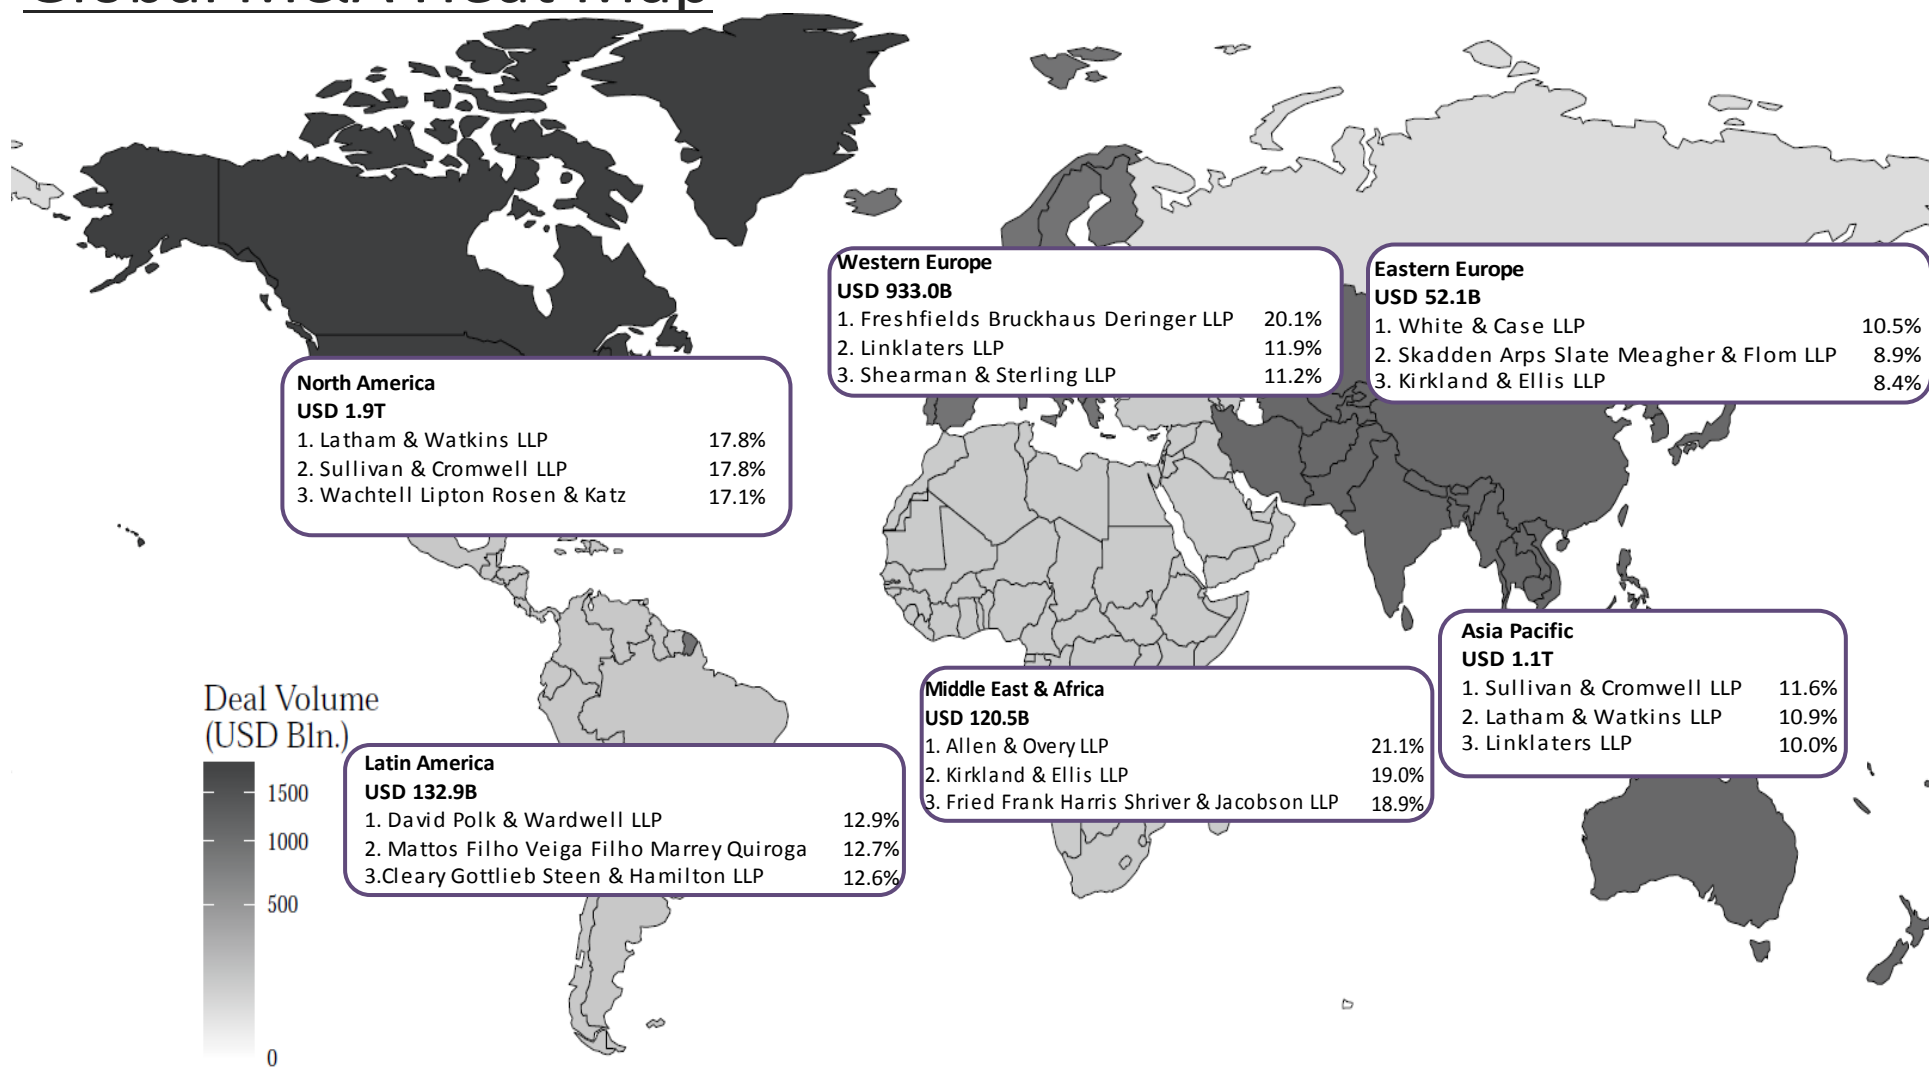 Global M&A Heat Map
Western Europe
USD 933.0B
1. Freshfields Bruckhaus Deringer LLP 20.1%
2. Linklaters LLP 11.9%
3. Shearman & Sterling LLP 11.2%
Eastern Europe
USD 52.1B
1. White & Case LLP 10.5%
2. Skadden Arps Slate Meagher & Flom LLP 8.9%
3. Kirkland & Ellis LLP 8.4%
North America
USD 1.9T
1. Latham & Watkins LLP 17.8%
2. Sullivan & Cromwell LLP 17.8%
3. Wachtell Lipton Rosen & Katz 17.1%
Asia Pacific
USD 1.1T
1. Sullivan & Cromwell LLP 11.6%
2. Latham & Watkins LLP 10.9%
3. Linklaters LLP 10.0%
Middle East & Africa
USD 120.5B
1. Allen & Overy LLP 21.1%
2. Kirkland & Ellis LLP 19.0%
3. Fried Frank Harris Shriver & Jacobson LLP 18.9%
Latin America
USD 132.9B
1. David Polk & Wardwell LLP 12.9%
2. Mattos Filho Veiga Filho Marrey Quiroga 12.7%
3.Cleary Gottlieb Steen & Hamilton LLP 12.6%
Deal Volume
(USD Bln.)
1500
1000
500
0